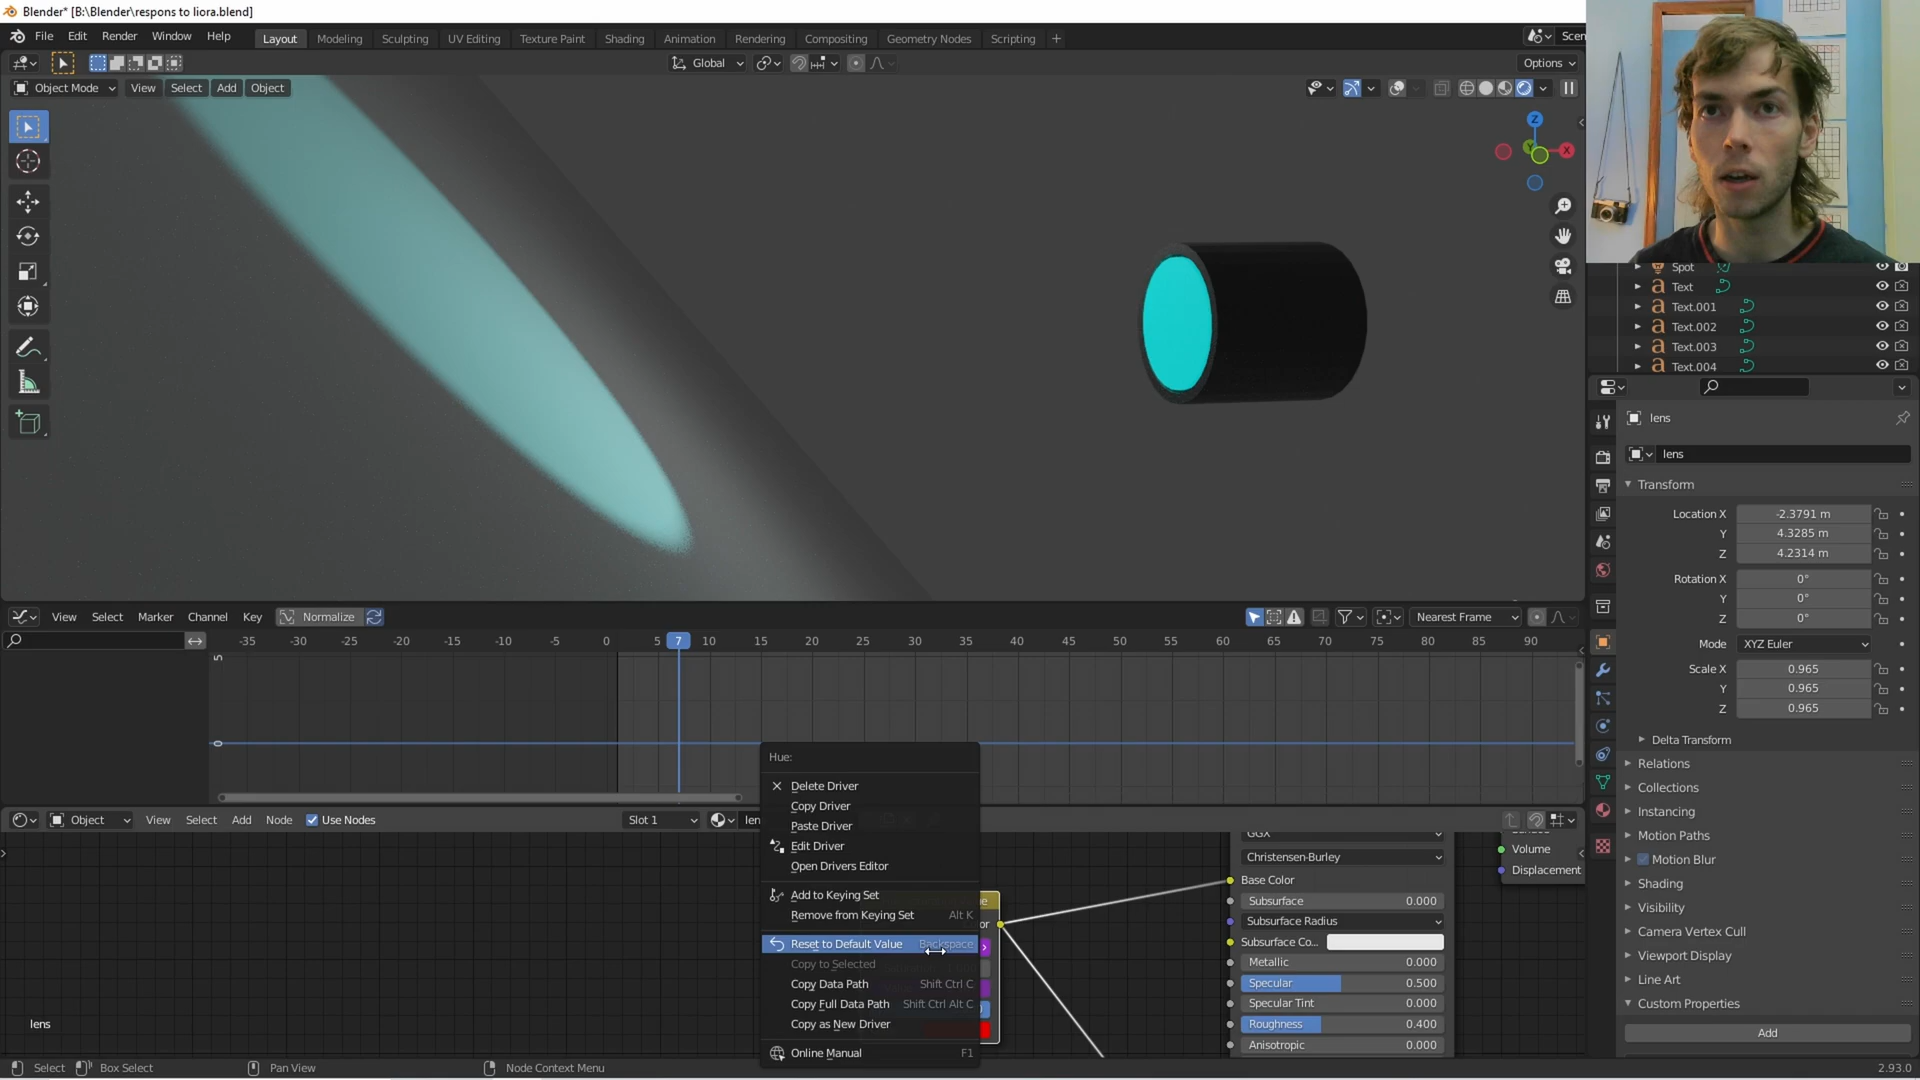 Blender* [B:\Blender\respons to liora.blend]
File Edit Render Window Help Layout Modeling Sculpting UV Editing Texture Paint Shading Animation Rendering Compositing Geometry Nodes Scripting + Scen
Global Options
Object Mode View Select Add Object
Z
X
Y
Spot
Text
Text.001
Text.002
Text.003
Text.004
lens
lens
Transform
Location X -2.3791 m
Y 4.3285 m
Z 4.2314 m
Rotation X 0°
Y 0°
Z 0°
Mode XYZ Euler
Scale X 0.965
Y 0.965
Z 0.965
Delta Transform
Relations
Collections
Instancing
Motion Paths
Motion Blur
Shading
Visibility
Camera Vertex Cull
Viewport Display
Line Art
Custom Properties
Add
View Select Marker Channel Key Normalize Nearest Frame
-35 -30 -25 -20 -15 -10 -5 0 5 7 10 15 20 25 30 35 40 45 50 55 60 65 70 75 80 85 90
5
0
Hue:
Delete Driver
Copy Driver
Paste Driver
Edit Driver
Open Drivers Editor
Add to Keying Set
Remove from Keying Set Alt K
Reset to Default Value Backspace
Copy to Selected
Copy Data Path Shift Ctrl C
Copy Full Data Path Shift Ctrl Alt C
Copy as New Driver
Online Manual F1
Object View Select Add Node Use Nodes Slot 1 len
GGX
Christensen-Burley
Base Color
Subsurface 0.000
Subsurface Radius
Subsurface Co...
Metallic 0.000
Specular 0.500
Specular Tint 0.000
Roughness 0.400
Anisotropic 0.000
Volume
Displacement
lens
Select Box Select Pan View Node Context Menu 2.93.0